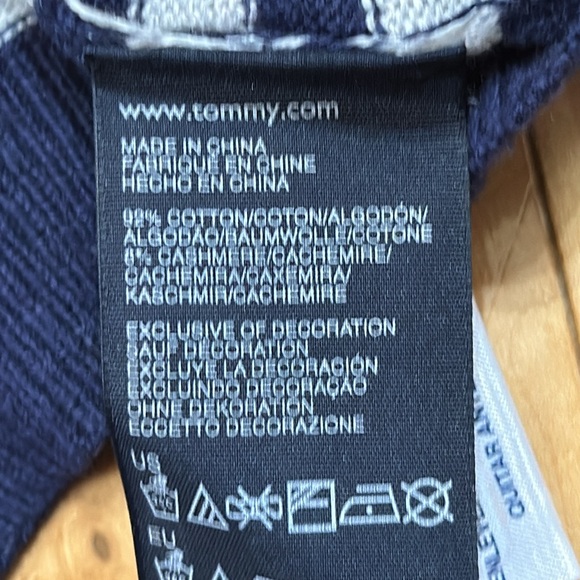 www.tommy.com
MADE IN CHINA
FABRIQUÉ EN CHINE
HECHO EN CHINA
92% COTTON/COTON/ALGODÓN/
ALGODÃO/BAUMWOLLE/COTONE
8% CASHMERE/CACHEMIRE/
CACHEMIRA/CAXEMIRA/
KASCHMIR/CACHEMIRE
EXCLUSIVE OF DECORATION
SAUF DÉCORATION
EXCLUYE LA DECORACIÓN
EXCLUINDO DECORAÇÃO
OHNE DEKORATION
ECCETTO DECORAZIONE
US
EU